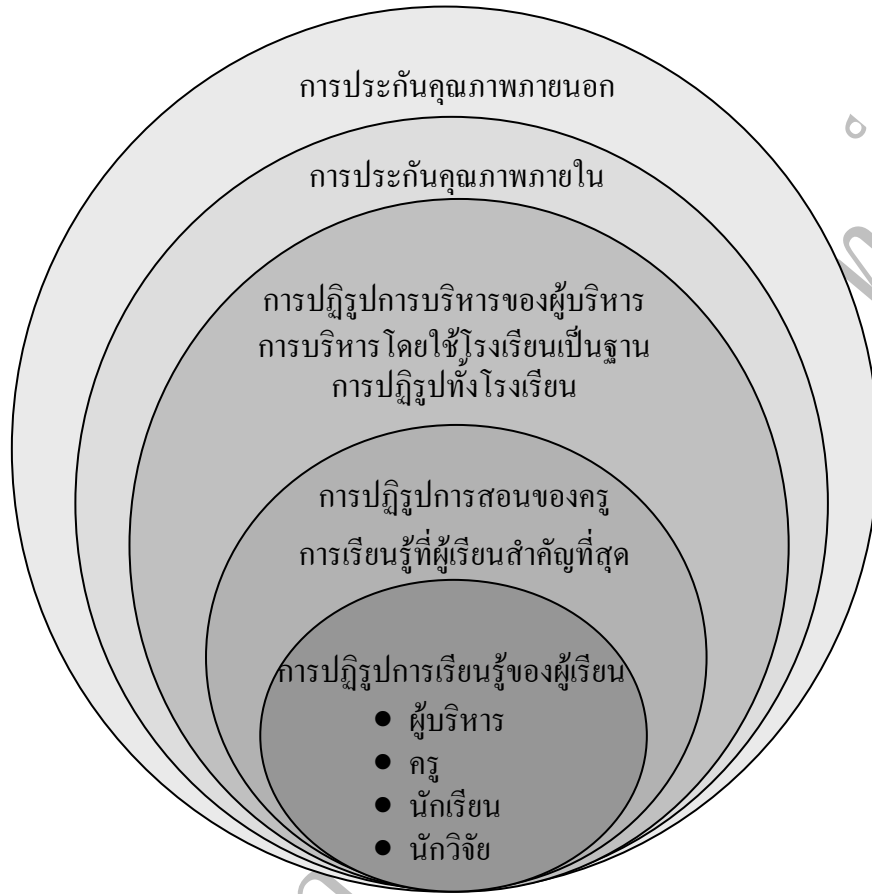 การประกันคุณภาพภายนอก
การประกันคุณภาพภายใน
การปฏิรูปการบริหารของผู้บริหาร
การบริหารโดยใช้โรงเรียนเป็นฐาน
การปฏิรูปทั้งโรงเรียน
การปฏิรูปการสอนของครู
การเรียนรู้ที่ผู้เรียนสำคัญที่สุด
การปฏิรูปการเรียนรู้ของผู้เรียน
● ผู้บริหาร
● ครู
● นักเรียน
● นักวิจัย